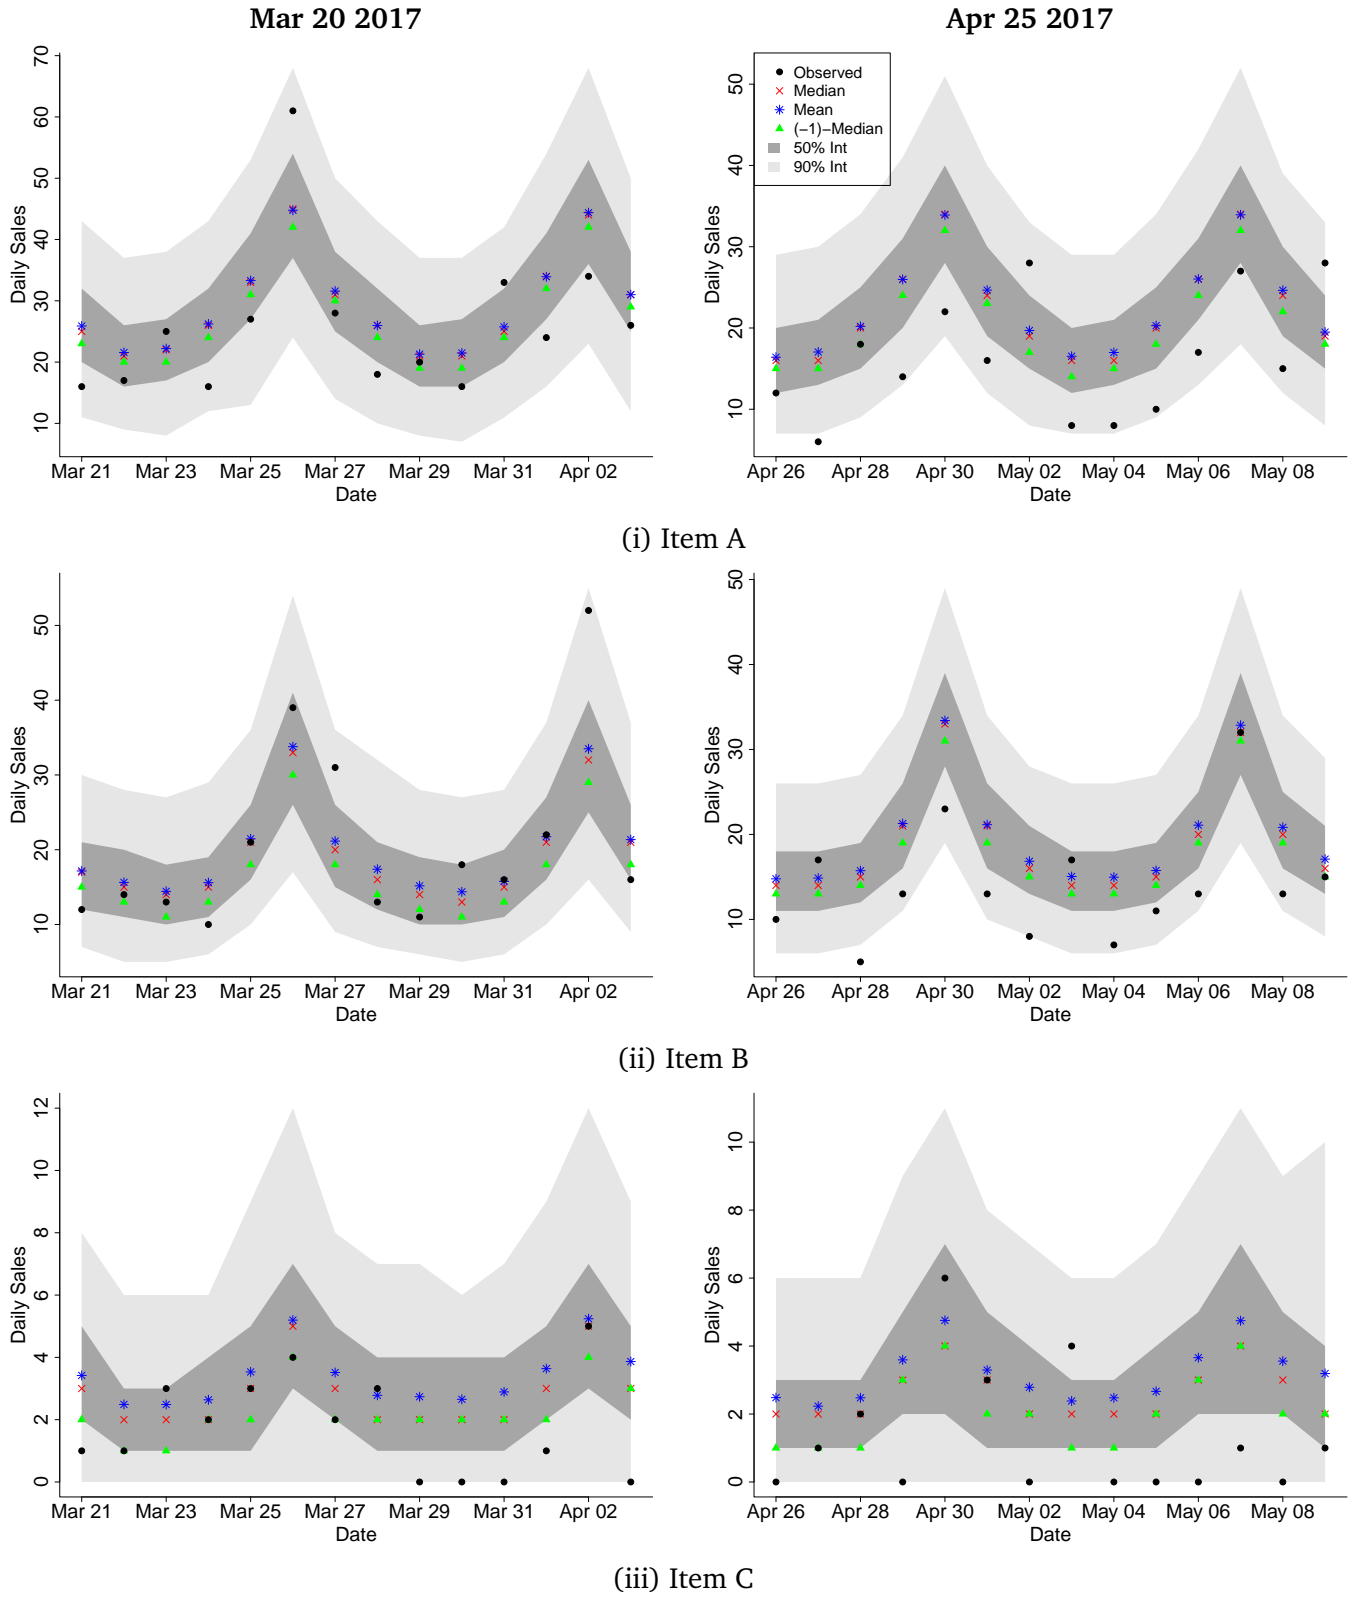 Mar 20 2017
Apr 25 2017
70
60
50
40
30
20
10
Daily Sales
Mar 21 Mar 23 Mar 25 Mar 27 Mar 29 Mar 31 Apr 02
Date
50
40
30
20
10
Daily Sales
Observed
Median
Mean
(−1)−Median
50% Int
90% Int
Apr 26 Apr 28 Apr 30 May 02 May 04 May 06 May 08
Date
(i) Item A
50
40
30
20
10
Daily Sales
Mar 21 Mar 23 Mar 25 Mar 27 Mar 29 Mar 31 Apr 02
Date
50
40
30
20
10
Daily Sales
Apr 26 Apr 28 Apr 30 May 02 May 04 May 06 May 08
Date
(ii) Item B
12
10
8
6
4
2
0
Daily Sales
Mar 21 Mar 23 Mar 25 Mar 27 Mar 29 Mar 31 Apr 02
Date
10
8
6
4
2
0
Daily Sales
Apr 26 Apr 28 Apr 30 May 02 May 04 May 06 May 08
Date
(iii) Item C